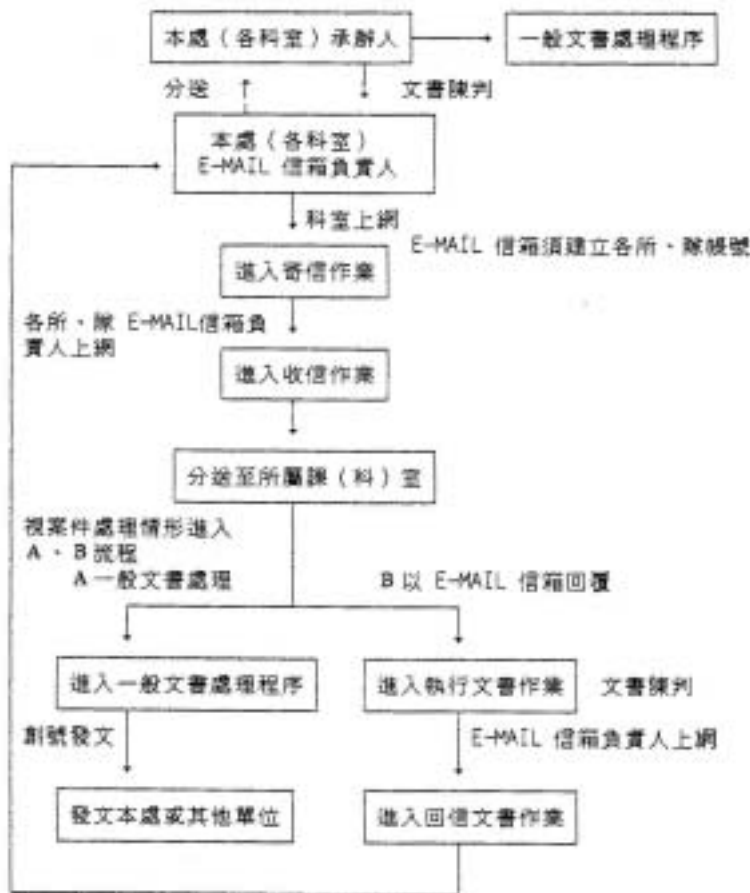 本處（各科室）承辦人
一般文書處理程序
分送
文書陳判
本處（各科室）
E-MAIL 信箱負責人
科室上網
E-MAIL 信箱須建立各所、隊帳號
進入寄信作業
各所、隊 E-MAIL信箱負
責人上網
進入收信作業
分送至所屬課（科）室
視案件處理情形進入
A、B流程
A一般文書處理
B以 E-MAIL 信箱回覆
進入一般文書處理程序
進入執行文書作業
文書陳判
創號發文
E-MAIL 信箱負責人上網
發文本處或其他單位
進入回信文書作業